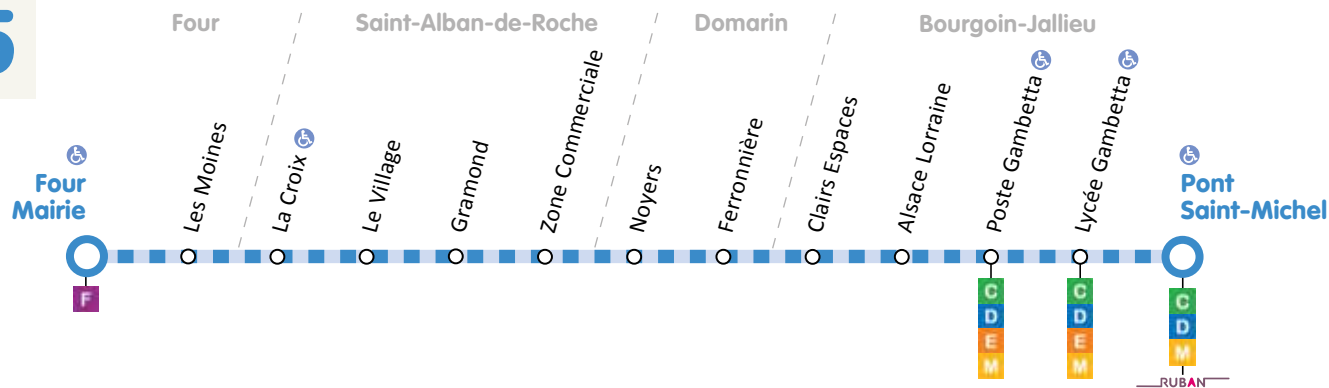 5
Four
Saint-Alban-de-Roche
Domarin
Bourgoin-Jallieu
Four
Mairie
Les Moines
La Croix
Le Village
Gramond
Zone Commerciale
Noyers
Ferronnière
Clairs Espaces
Alsace Lorraine
Poste Gambetta
Lycée Gambetta
Pont
Saint-Michel
F
C
D
E
M
C
D
E
M
C
D
M
RUBAN